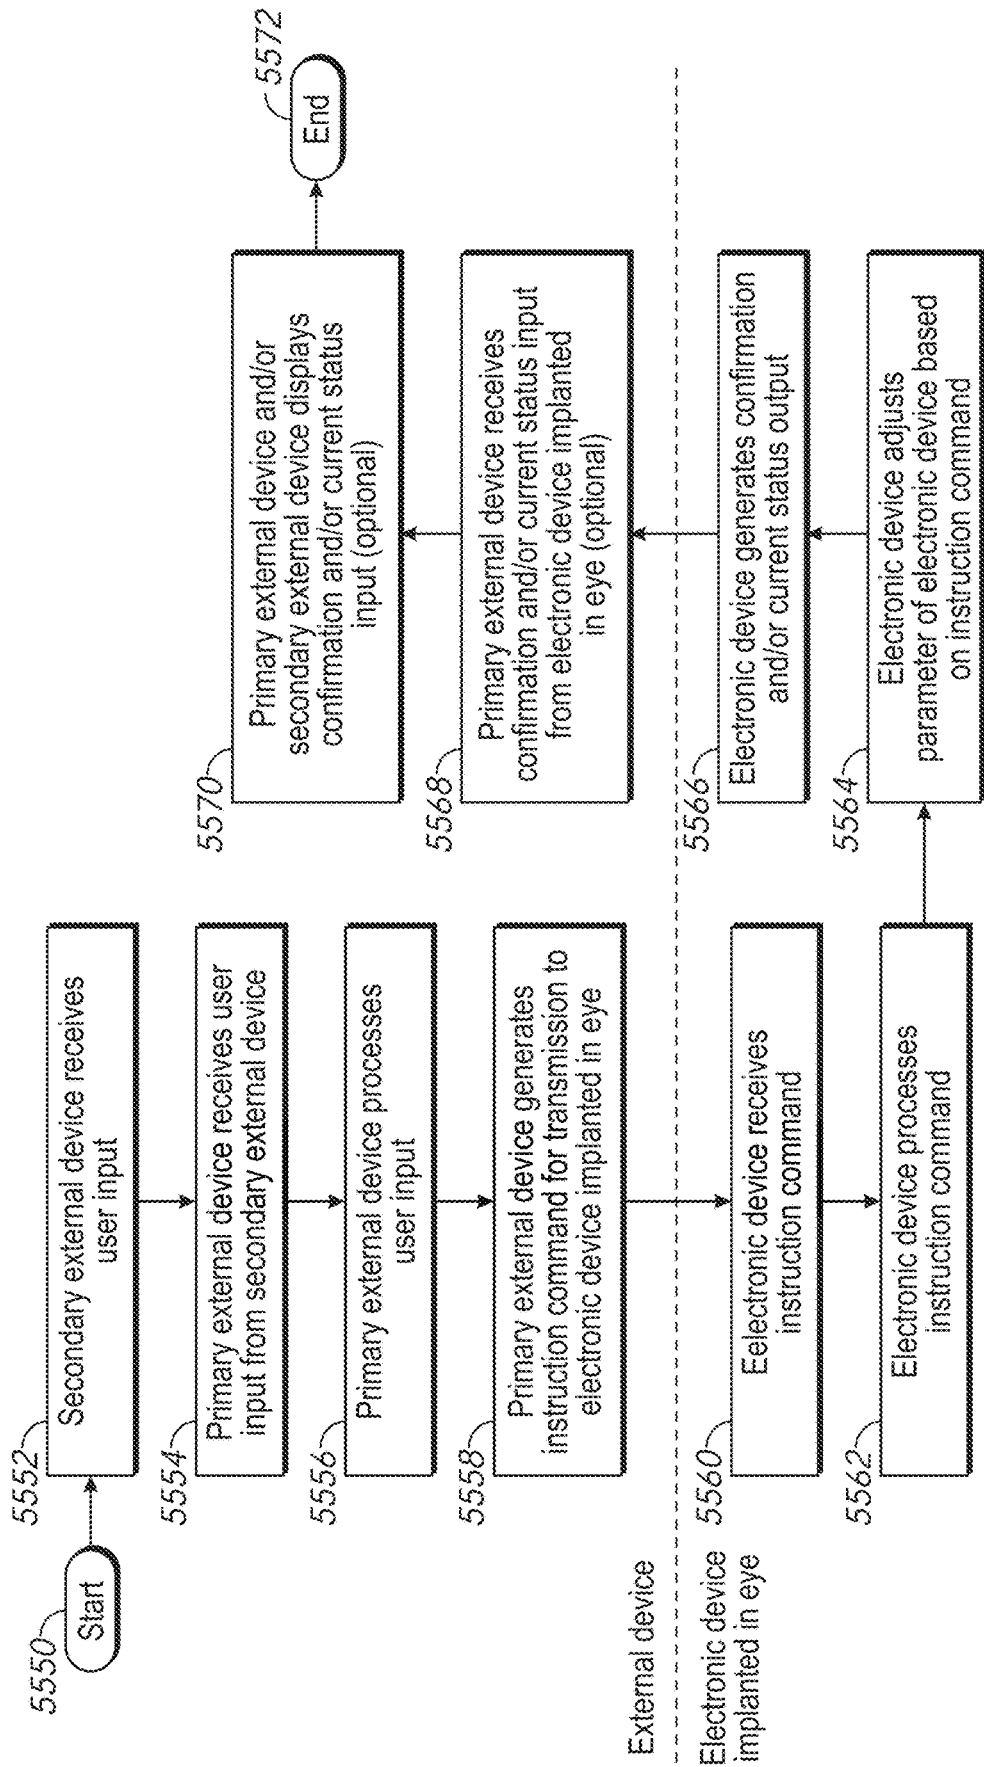 5550
Start
5552
Secondary external device receives
user input
5554
Primary external device receives user
input from secondary external device
5556
Primary external device processes
user input
5558
Primary external device generates
instruction command for transmission to
electronic device implanted in eye
External device
Electronic device
implanted in eye
5560
Eelectronic device receives
instruction command
5562
Electronic device processes
instruction command
5564
Electronic device adjusts
parameter of electronic device based
on instruction command
5566
Electronic device generates confirmation
and/or current status output
5568
Primary external device receives
confirmation and/or current status input
from electronic device implanted
in eye (optional)
5570
Primary external device and/or
secondary external device displays
confirmation and/or current status
input (optional)
5572
End